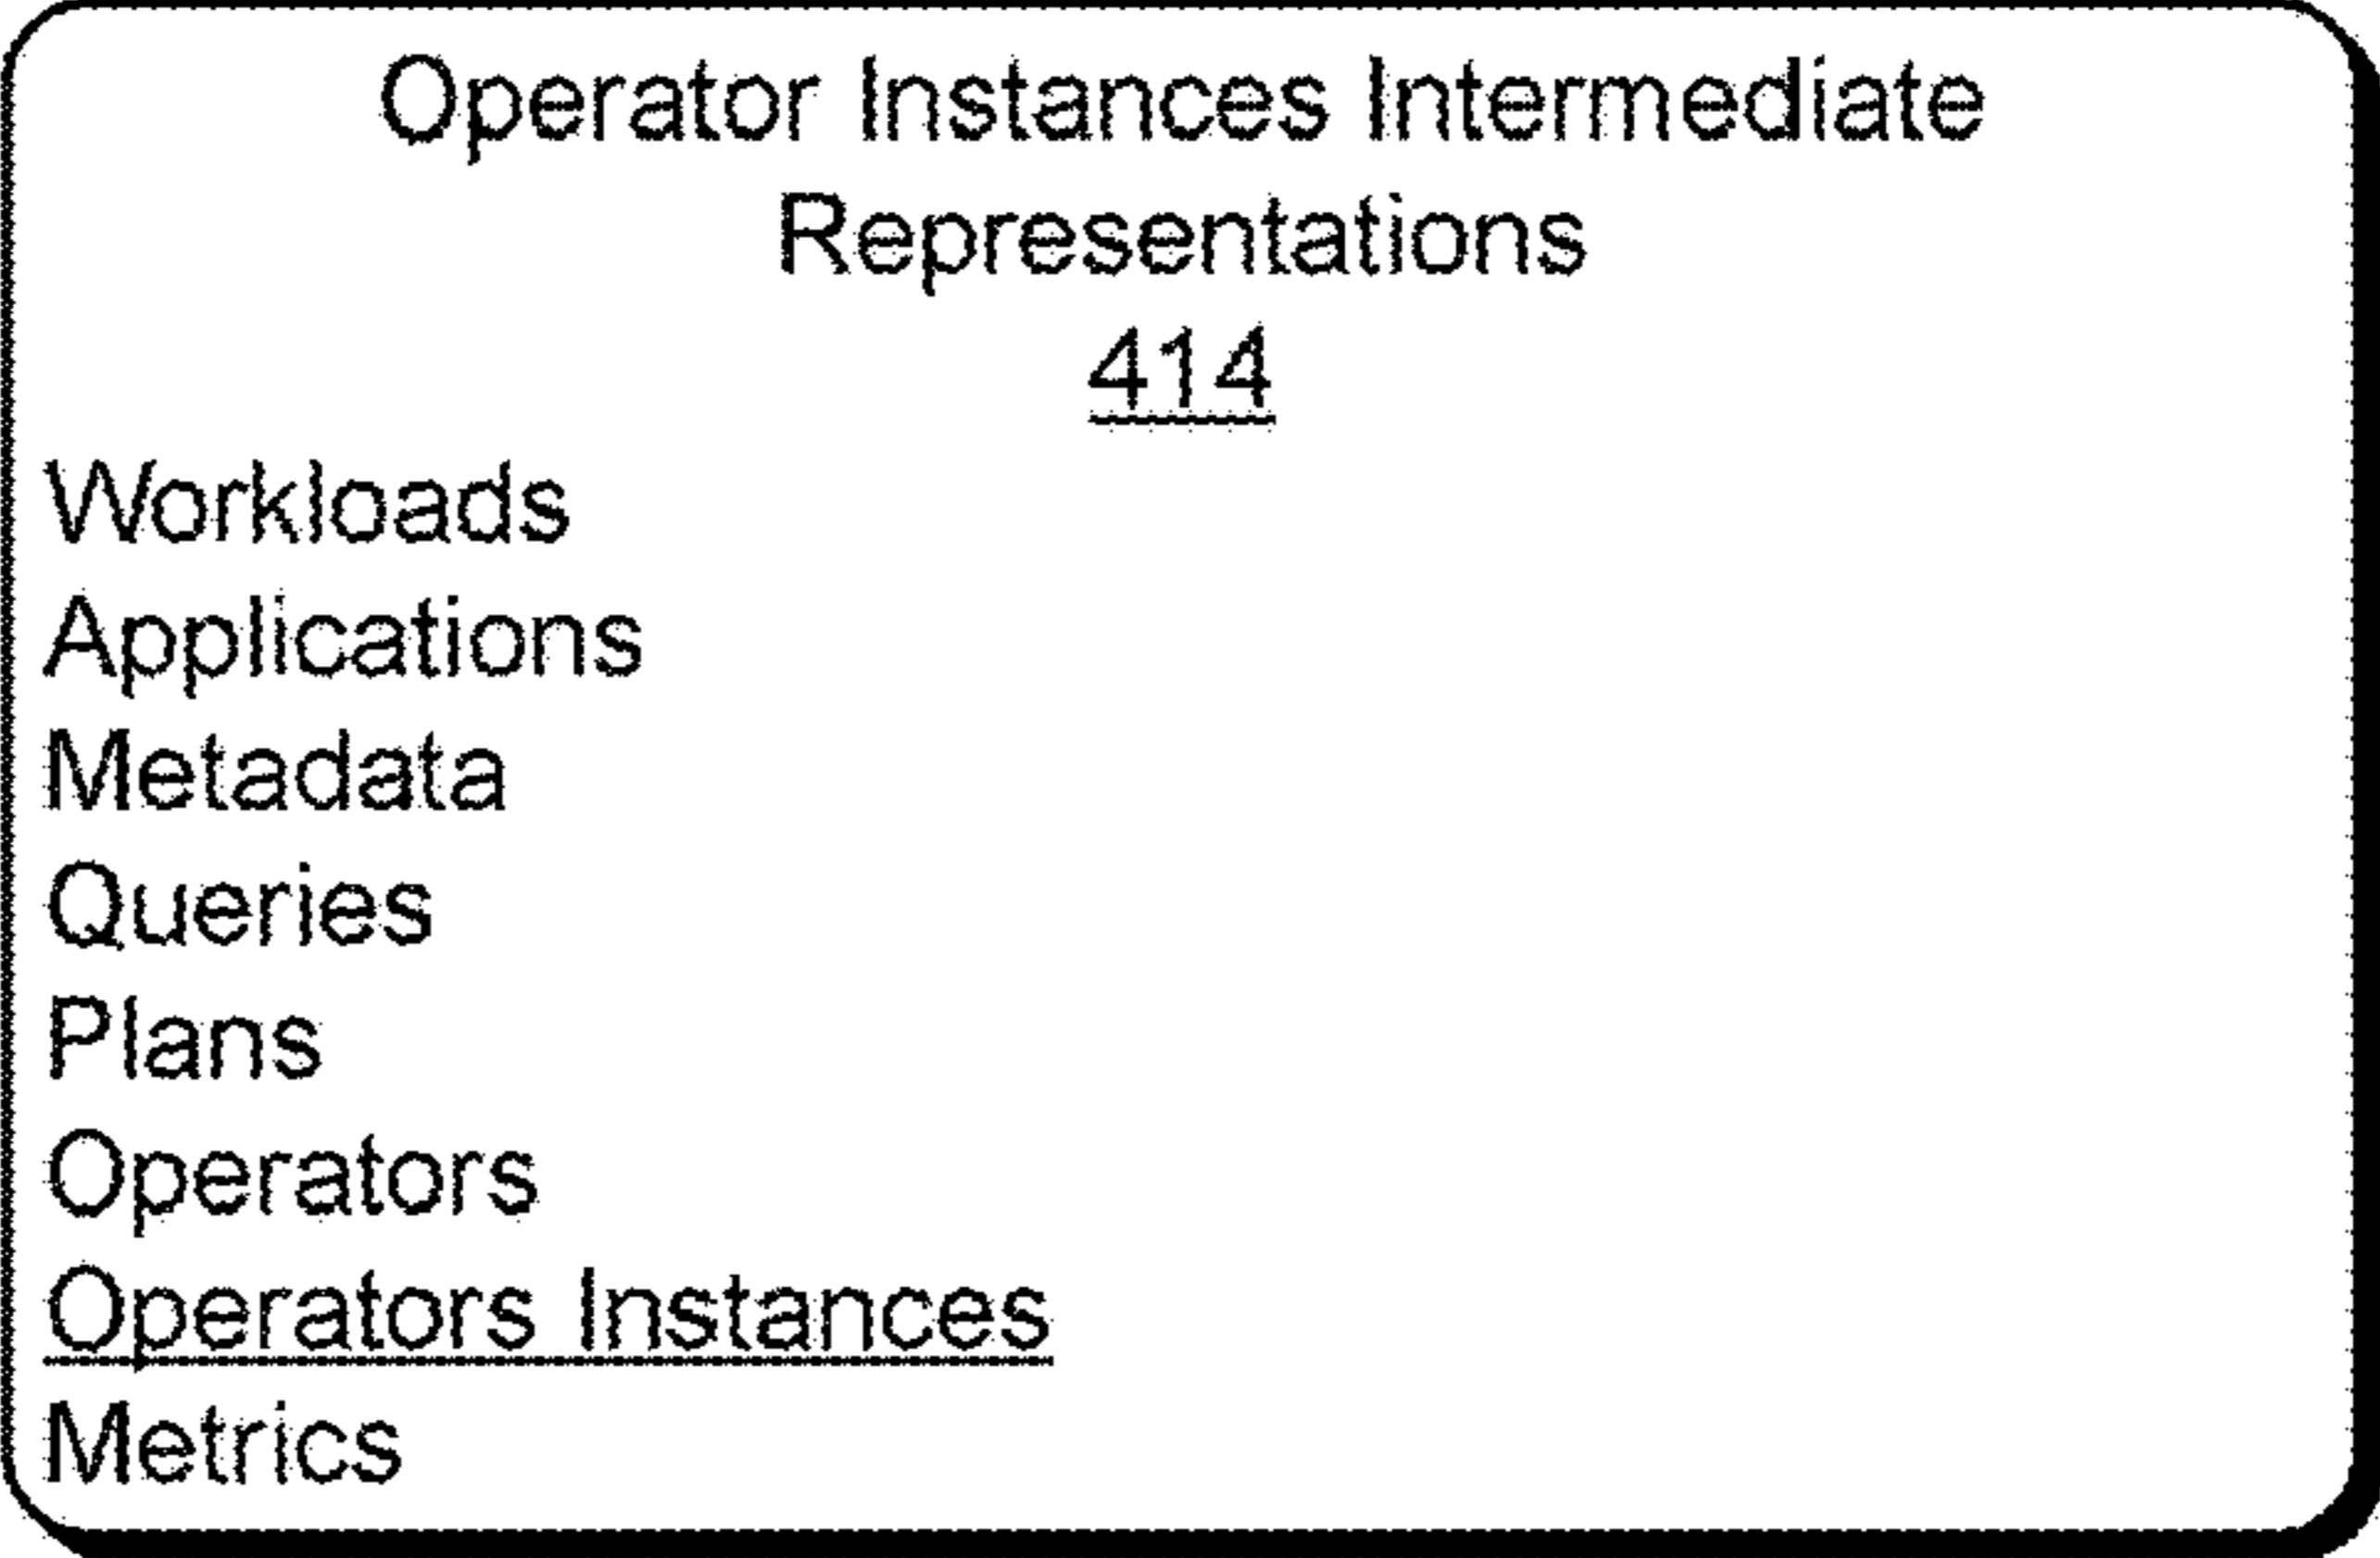 Operator Instances Intermediate
Representations
414
Workloads
Applications
Metadata
Queries
Plans
Operators
Operators Instances
Metrics